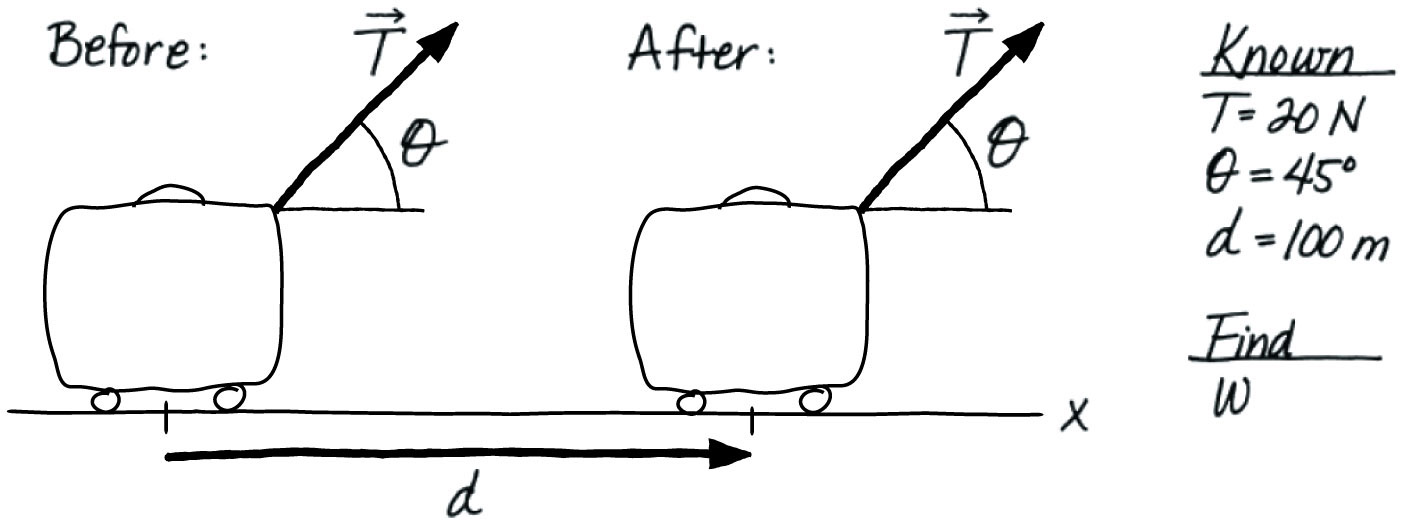 Before:
T⃗
θ
After:
T⃗
θ
x
d
Known
T = 20 N
θ = 45°
d = 100 m
Find
W